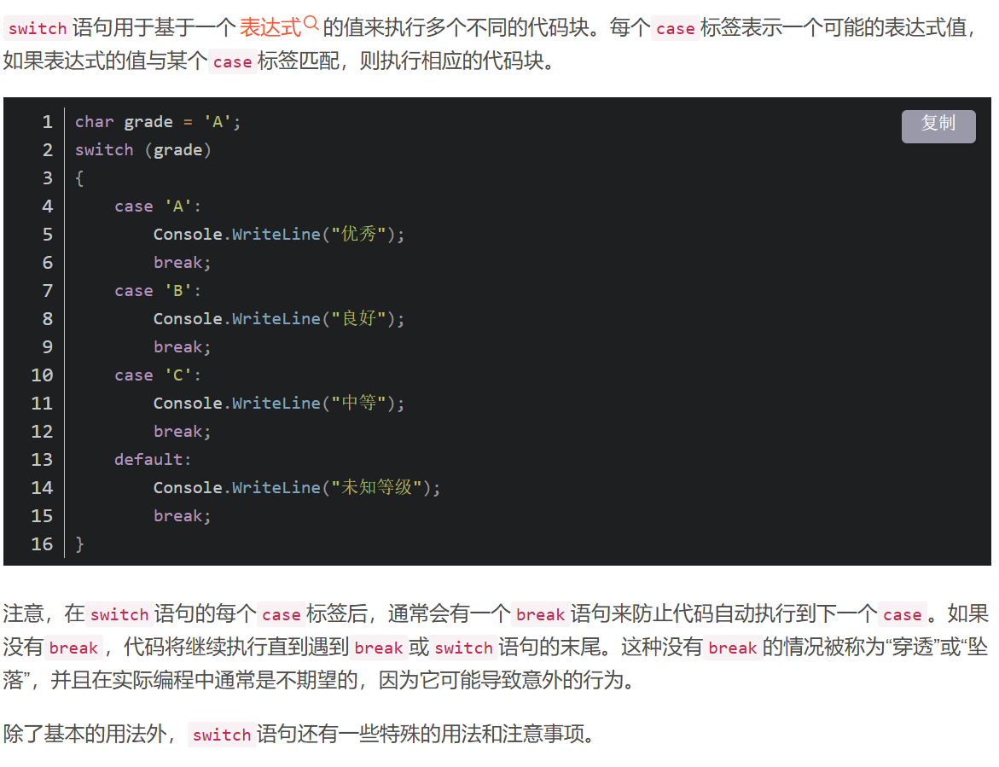 switch 语句用于基于一个 表达式 的值来执行多个不同的代码块。每个 case 标签表示一个可能的表达式值，
如果表达式的值与某个 case 标签匹配，则执行相应的代码块。
复制
1 char grade = 'A';
2 switch (grade)
3 {
4     case 'A':
5         Console.WriteLine("优秀");
6         break;
7     case 'B':
8         Console.WriteLine("良好");
9         break;
10     case 'C':
11         Console.WriteLine("中等");
12         break;
13     default:
14         Console.WriteLine("未知等级");
15         break;
16 }
注意，在 switch 语句的每个 case 标签后，通常会有一个 break 语句来防止代码自动执行到下一个 case 。如果
没有 break ，代码将继续执行直到遇到 break 或 switch 语句的末尾。这种没有 break 的情况被称为“穿透”或“坠
落”，并且在实际编程中通常是不期望的，因为它可能导致意外的行为。
除了基本的用法外， switch 语句还有一些特殊的用法和注意事项。